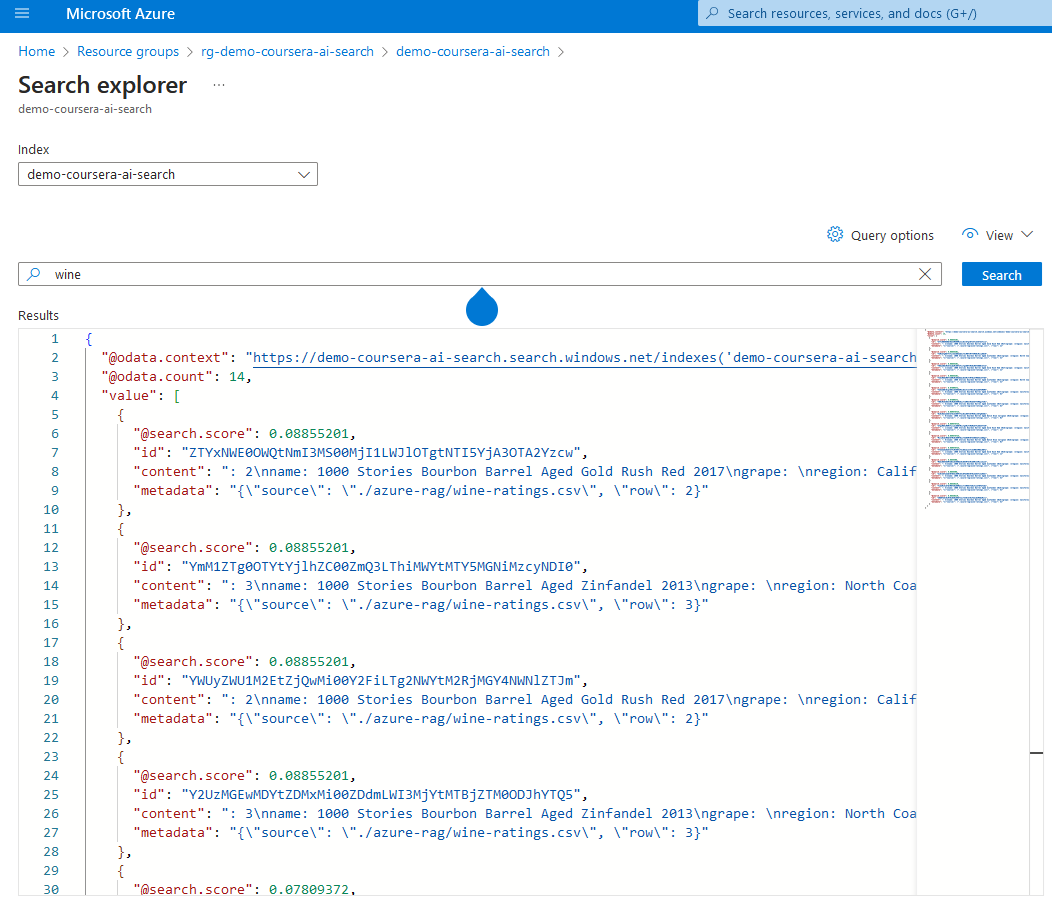 Microsoft Azure
Search resources, services, and docs (G+/)
Home > Resource groups > rg-demo-coursera-ai-search > demo-coursera-ai-search >
Search explorer ...
demo-coursera-ai-search
Index
demo-coursera-ai-search
Query options View
wine
Search
Results
1 {
2 "@odata.context": "https://demo-coursera-ai-search.search.windows.net/indexes('demo-coursera-ai-search
3 "@odata.count": 14,
4 "value": [
5 {
6 "@search.score": 0.08855201,
7 "id": "ZTYxNWE0OWQtNmI3MS00MjI1LWJlOTgtNTI5YjA3OTA2Yzcw",
8 "content": ": 2\nname: 1000 Stories Bourbon Barrel Aged Gold Rush Red 2017\ngrape: \nregion: Calif
9 "metadata": "{\"source\": \"./azure-rag/wine-ratings.csv\", \"row\": 2}"
10 },
11 {
12 "@search.score": 0.08855201,
13 "id": "YmM1ZTg0OTYtYjlhZC00ZmQ3LThiMWYtMTY5MGNiMzcyNDI0",
14 "content": ": 3\nname: 1000 Stories Bourbon Barrel Aged Zinfandel 2013\ngrape: \nregion: North Coa
15 "metadata": "{\"source\": \"./azure-rag/wine-ratings.csv\", \"row\": 3}"
16 },
17 {
18 "@search.score": 0.08855201,
19 "id": "YWUyZWU1M2EtZjQwMi00Y2FiLTg2NWYtM2RjMGY4NWNlZTJm",
20 "content": ": 2\nname: 1000 Stories Bourbon Barrel Aged Gold Rush Red 2017\ngrape: \nregion: Calif
21 "metadata": "{\"source\": \"./azure-rag/wine-ratings.csv\", \"row\": 2}"
22 },
23 {
24 "@search.score": 0.08855201,
25 "id": "Y2UzMGEwMDYtZDMxMi00ZDdmLWI3MjYtMTBjZTM0ODJhYTQ5",
26 "content": ": 3\nname: 1000 Stories Bourbon Barrel Aged Zinfandel 2013\ngrape: \nregion: North Coa
27 "metadata": "{\"source\": \"./azure-rag/wine-ratings.csv\", \"row\": 3}"
28 },
29 {
30 "@search.score": 0.07809372,